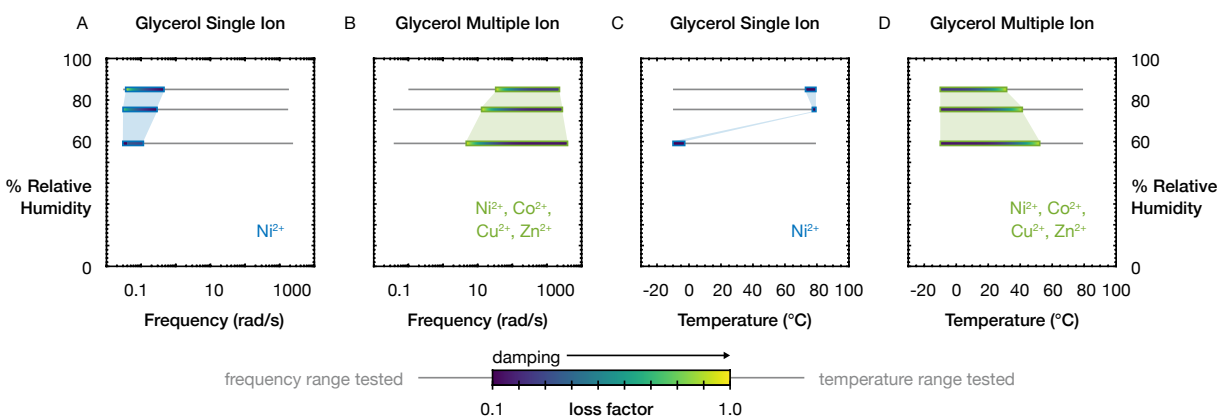 A Glycerol Single Ion
B Glycerol Multiple Ion
C Glycerol Single Ion
D Glycerol Multiple Ion
100
80
60
0
% Relative
Humidity
Ni²⁺
0.1 10 1000
Frequency (rad/s)
Ni²⁺, Co²⁺,
Cu²⁺, Zn²⁺
0.1 10 1000
Frequency (rad/s)
Ni²⁺
-20 0 20 40 60 80 100
Temperature (°C)
Ni²⁺, Co²⁺,
Cu²⁺, Zn²⁺
-20 0 20 40 60 80 100
Temperature (°C)
100
80
60
0
% Relative
Humidity
damping
frequency range tested
temperature range tested
0.1 loss factor 1.0